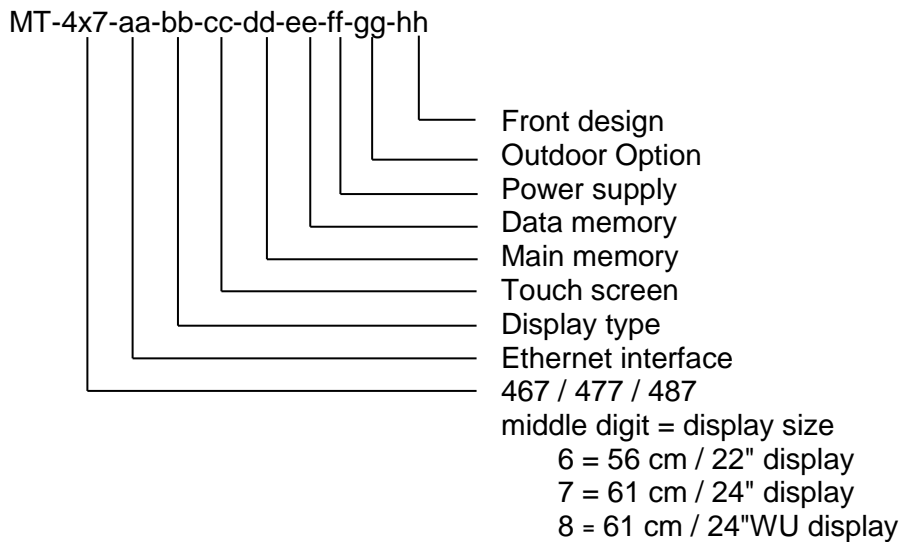 MT-4x7-aa-bb-cc-dd-ee-ff-gg-hh
Front design
Outdoor Option
Power supply
Data memory
Main memory
Touch screen
Display type
Ethernet interface
467 / 477 / 487
middle digit = display size
6 = 56 cm / 22" display
7 = 61 cm / 24" display
8 = 61 cm / 24"WU display